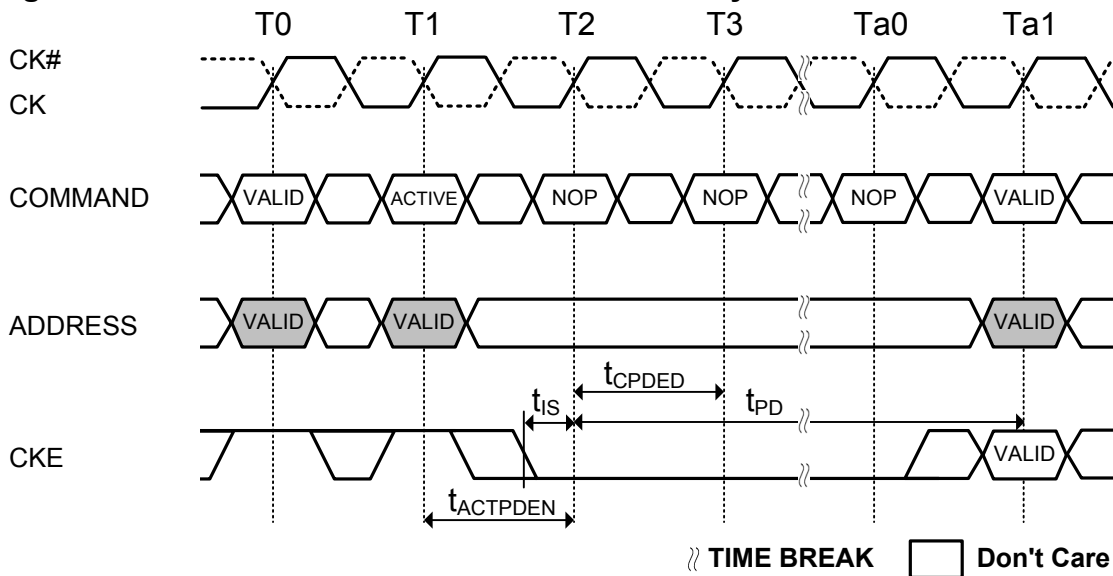 T0 T1 T2 T3 Ta0 Ta1
CK#
CK
COMMAND VALID ACTIVE NOP NOP NOP VALID
ADDRESS VALID VALID VALID
tCPDED
tIS tPD
CKE VALID
tACTPDEN
TIME BREAK Don't Care